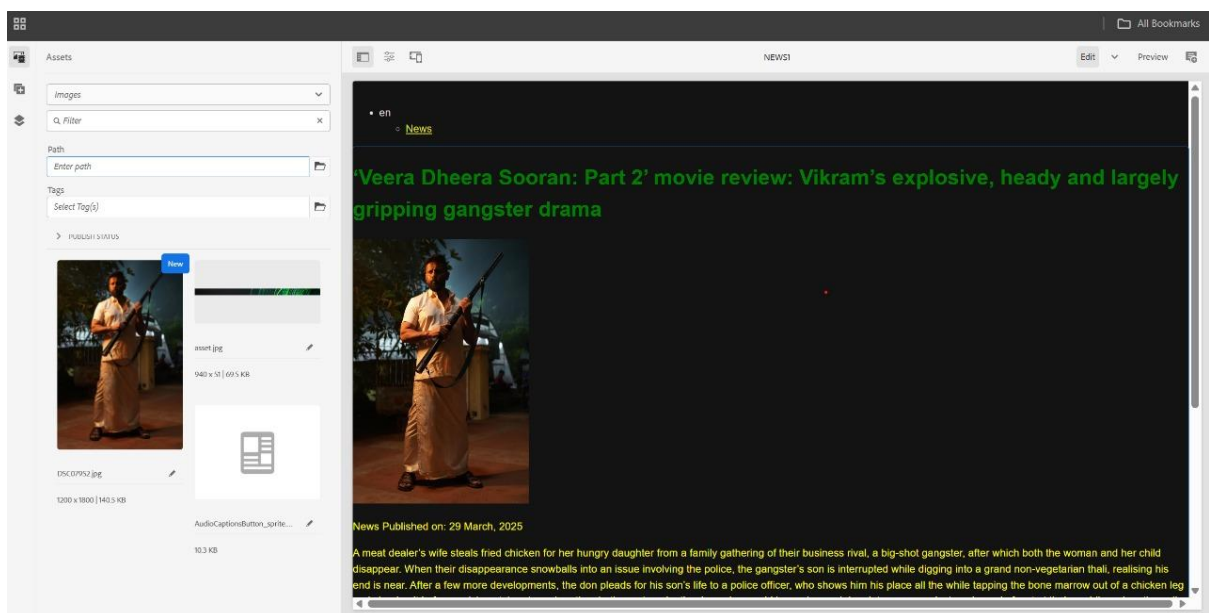 All Bookmarks
Assets
NEWS1
Edit
Preview
Images
Filter
Path
Enter path
Tags
Select Tag(s)
PUBLISH STATUS
New
DSC07952.jpg
1200 x 1800 | 140.5 KB
asset.jpg
940 x 51 | 69.5 KB
AudioCaptionsButton_sprite...
10.3 KB
• en
◦ News
‘Veera Dheera Sooran: Part 2’ movie review: Vikram’s explosive, heady and largely
gripping gangster drama
News Published on: 29 March, 2025
A meat dealer's wife steals fried chicken for her hungry daughter from a family gathering of their business rival, a big-shot gangster, after which both the woman and her child
disappear. When their disappearance snowballs into an issue involving the police, the gangster's son is interrupted while digging into a grand non-vegetarian thali, realising his
end is near. After a few more developments, the don pleads for his son's life to a police officer, who shows him his place all the while tapping the bone marrow out of a chicken leg